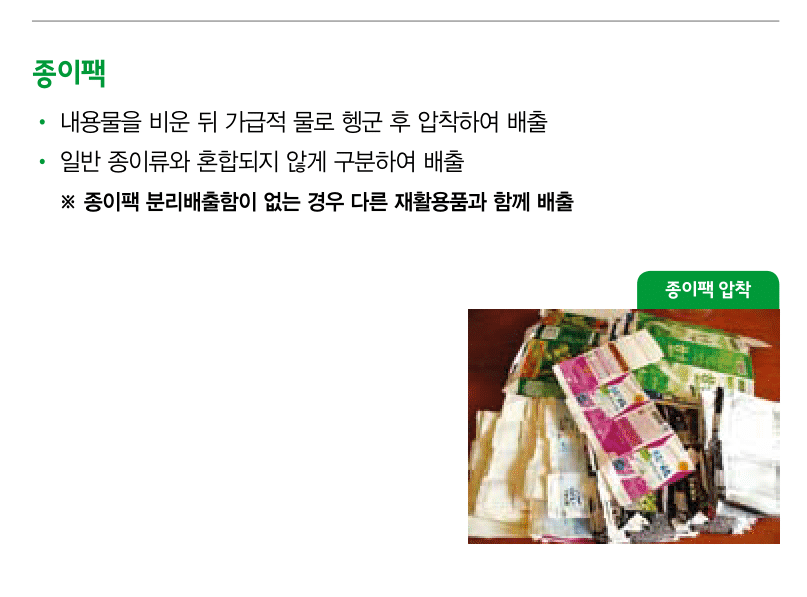 종이팩
• 내용물을 비운 뒤 가급적 물로 헹군 후 압착하여 배출
• 일반 종이류와 혼합되지 않게 구분하여 배출
※ 종이팩 분리배출함이 없는 경우 다른 재활용품과 함께 배출
종이팩 압착